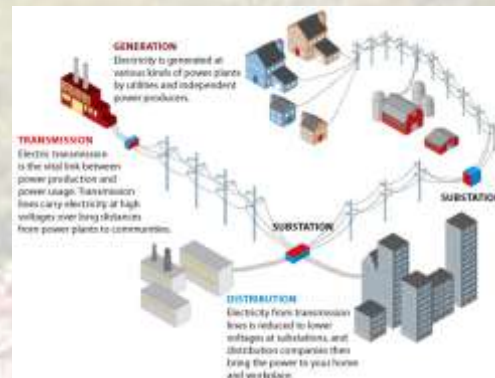 GENERATION
Electricity is generated at
various kinds of power plants
by utilities and independent
power producers.
TRANSMISSION
Electric transmission
is the vital link between
power production and
power usage. Transmission
lines carry electricity at high
voltages over long distances
from power plants to communities.
SUBSTATION
SUBSTATION
DISTRIBUTION
Electricity from transmission
lines is reduced to lower
voltages at substations, and
distribution companies then
bring the power to your home
and workplace.